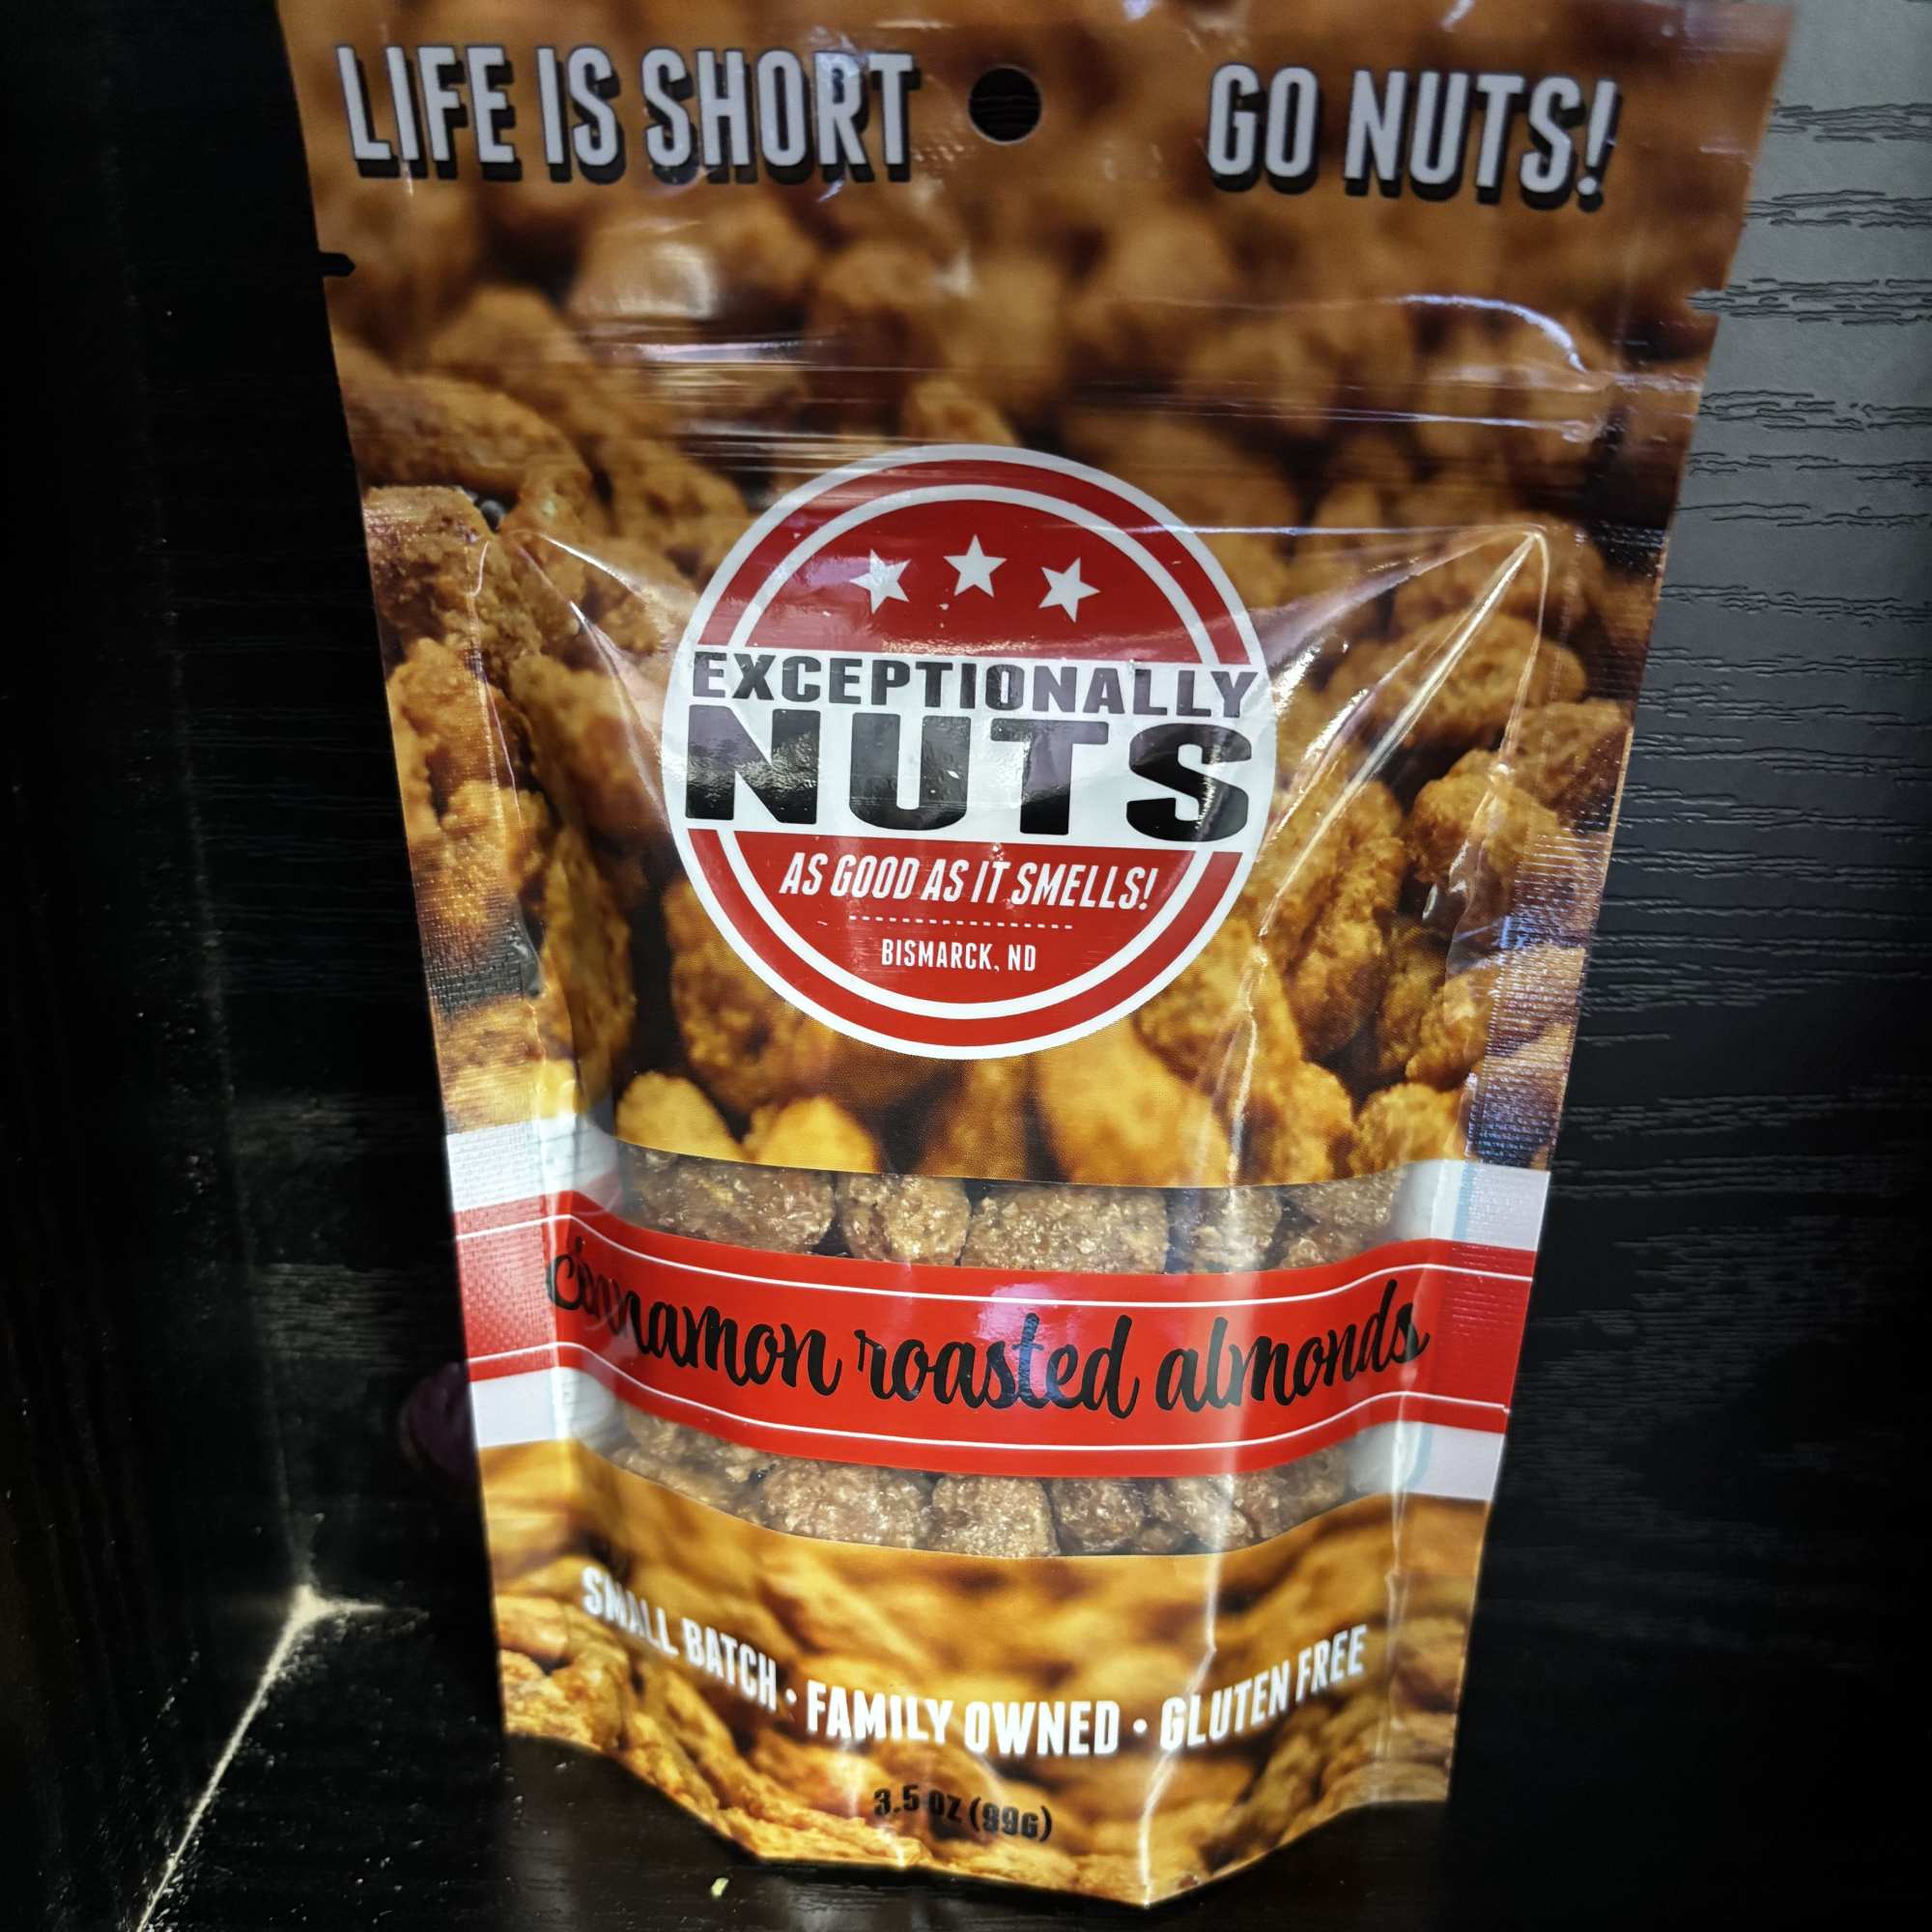 LIFE IS SHORT GO NUTS!
EXCEPTIONALLY
NUTS
AS GOOD AS IT SMELLS!
BISMARCK, ND
cinnamon roasted almonds
SMALL BATCH • FAMILY OWNED • GLUTEN FREE
3.5 OZ (99G)